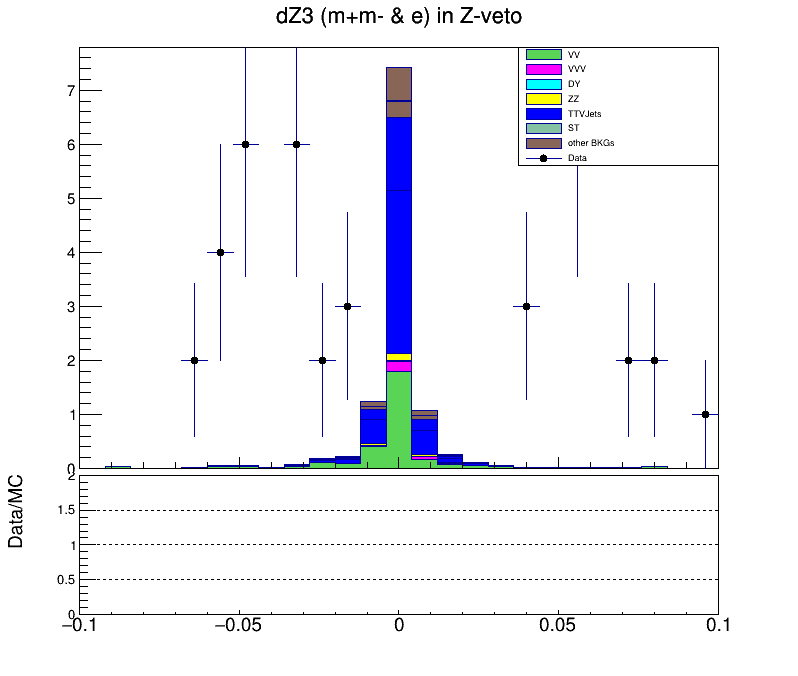 dZ3 (m+m- & e) in Z-veto
VV
VVV
DY
ZZ
TTVJets
ST
other BKGs
Data
7
6
5
4
3
2
1
0
Data/MC
2
1.5
1
0.5
0
−0.1
−0.05
0
0.05
0.1